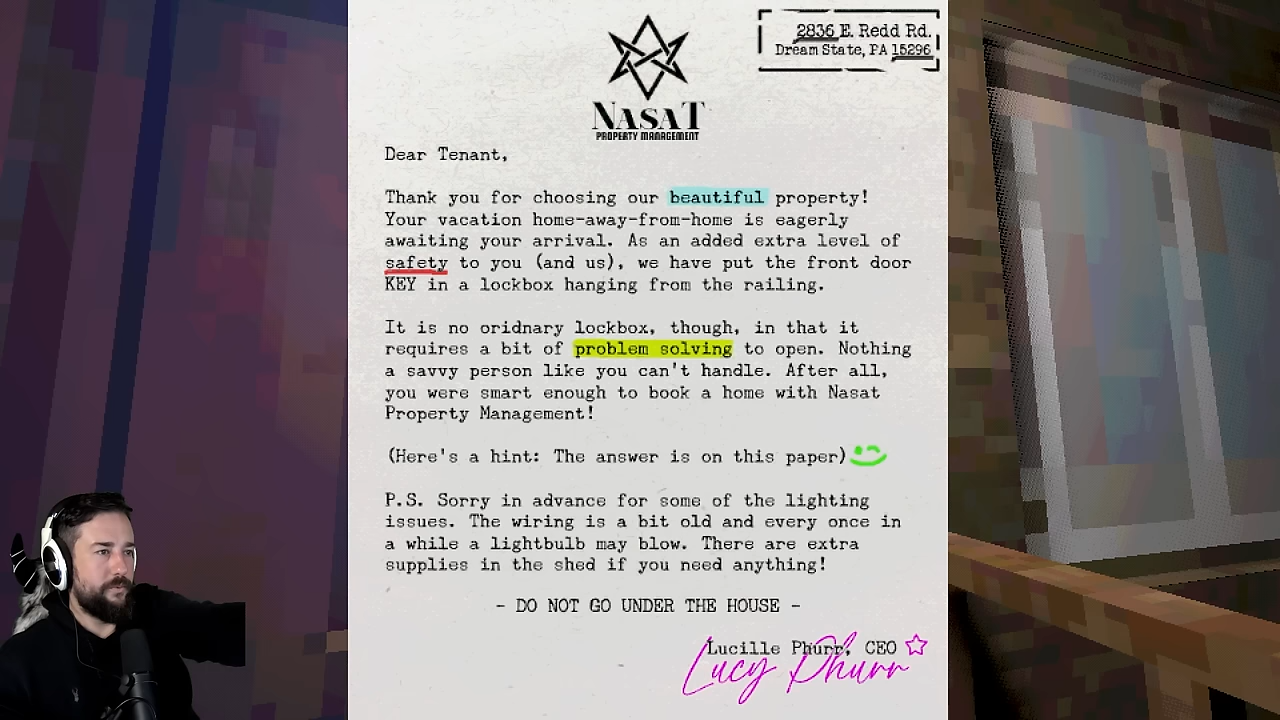 2836 E. Redd Rd.
Dream State, PA 15296
NASAT
PROPERTY MANAGEMENT
Dear Tenant,
Thank you for choosing our beautiful property!
Your vacation home-away-from-home is eagerly
awaiting your arrival. As an added extra level of
safety to you (and us), we have put the front door
KEY in a lockbox hanging from the railing.
It is no oridnary lockbox, though, in that it
requires a bit of problem solving to open. Nothing
a savvy person like you can't handle. After all,
you were smart enough to book a home with Nasat
Property Management!
(Here's a hint: The answer is on this paper)
P.S. Sorry in advance for some of the lighting
issues. The wiring is a bit old and every once in
a while a lightbulb may blow. There are extra
supplies in the shed if you need anything!
- DO NOT GO UNDER THE HOUSE -
Lucille Phurr, CEO
Lucy Phurr